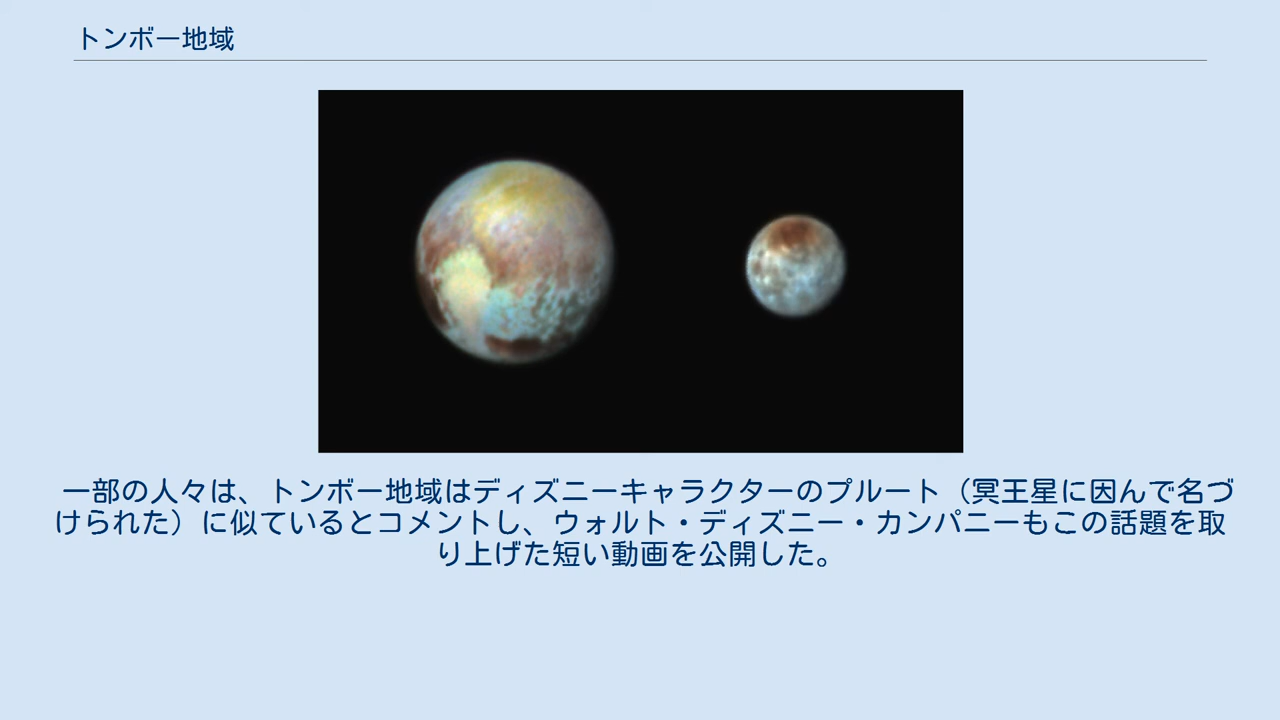 トンボー地域
一部の人々は、トンボー地域はディズニーキャラクターのプルート（冥王星に因んで名づ
けられた）に似ているとコメントし、ウォルト・ディズニー・カンパニーもこの話題を取
り上げた短い動画を公開した。